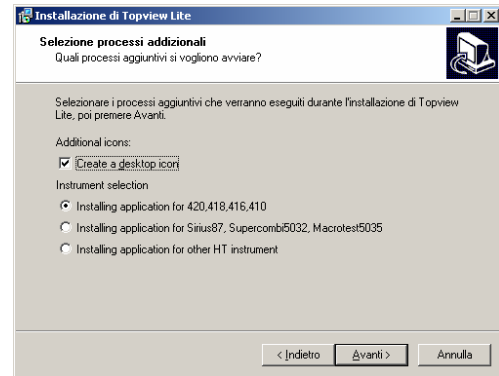 Installazione di Topview Lite
Selezione processi addizionali
Quali processi aggiuntivi si vogliono avviare?
Selezionare i processi aggiuntivi che verranno eseguiti durante l'installazione di Topview
Lite, poi premere Avanti.
Additional icons:
Create a desktop icon
Instrument selection
Installing application for 420,418,416,410
Installing application for Sirius87, Supercombi5032, Macrotest5035
Installing application for other HT instrument
< Indietro
Avanti >
Annulla